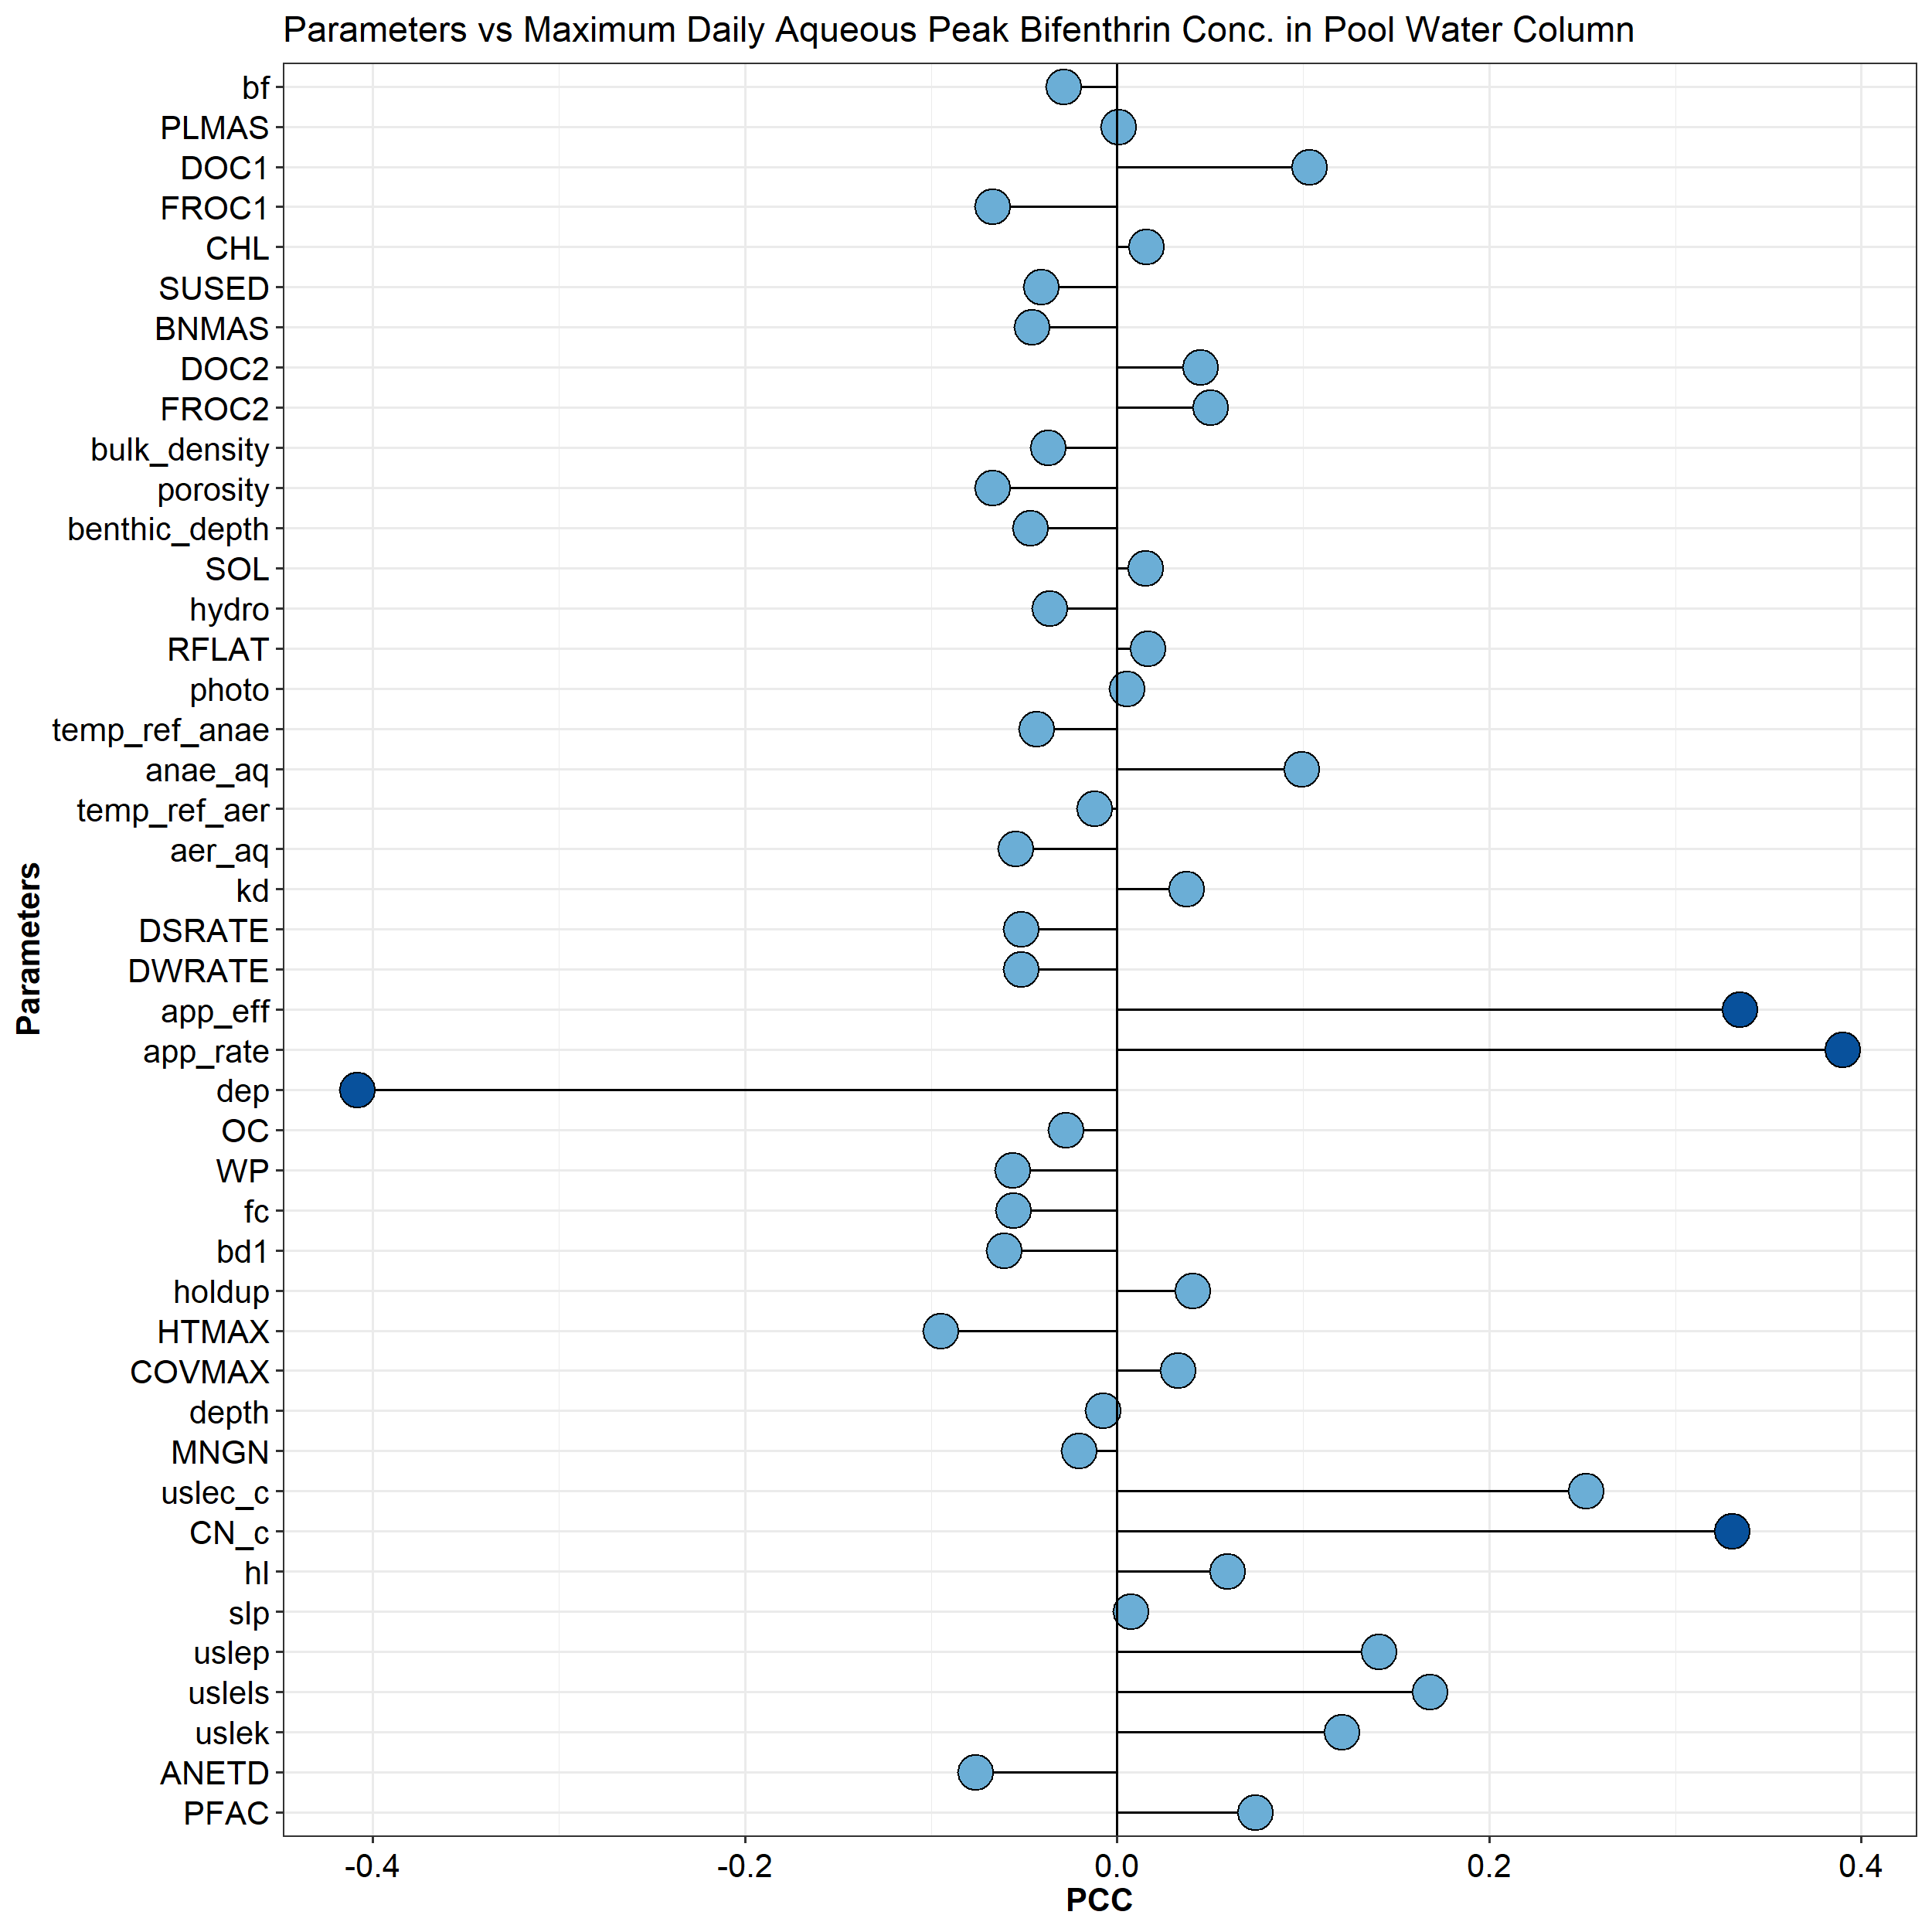 Parameters vs Maximum Daily Aqueous Peak Bifenthrin Conc. in Pool Water Column
bf
PLMAS
DOC1
FROC1
CHL
SUSED
BNMAS
DOC2
FROC2
bulk_density
porosity
benthic_depth
SOL
hydro
RFLAT
photo
temp_ref_anae
anae_aq
temp_ref_aer
aer_aq
kd
DSRATE
DWRATE
app_eff
app_rate
dep
OC
WP
fc
bd1
holdup
HTMAX
COVMAX
depth
MNGN
uslec_c
CN_c
hl
slp
uslep
uslels
uslek
ANETD
PFAC
Parameters
-0.4 -0.2 0.0 0.2 0.4
PCC